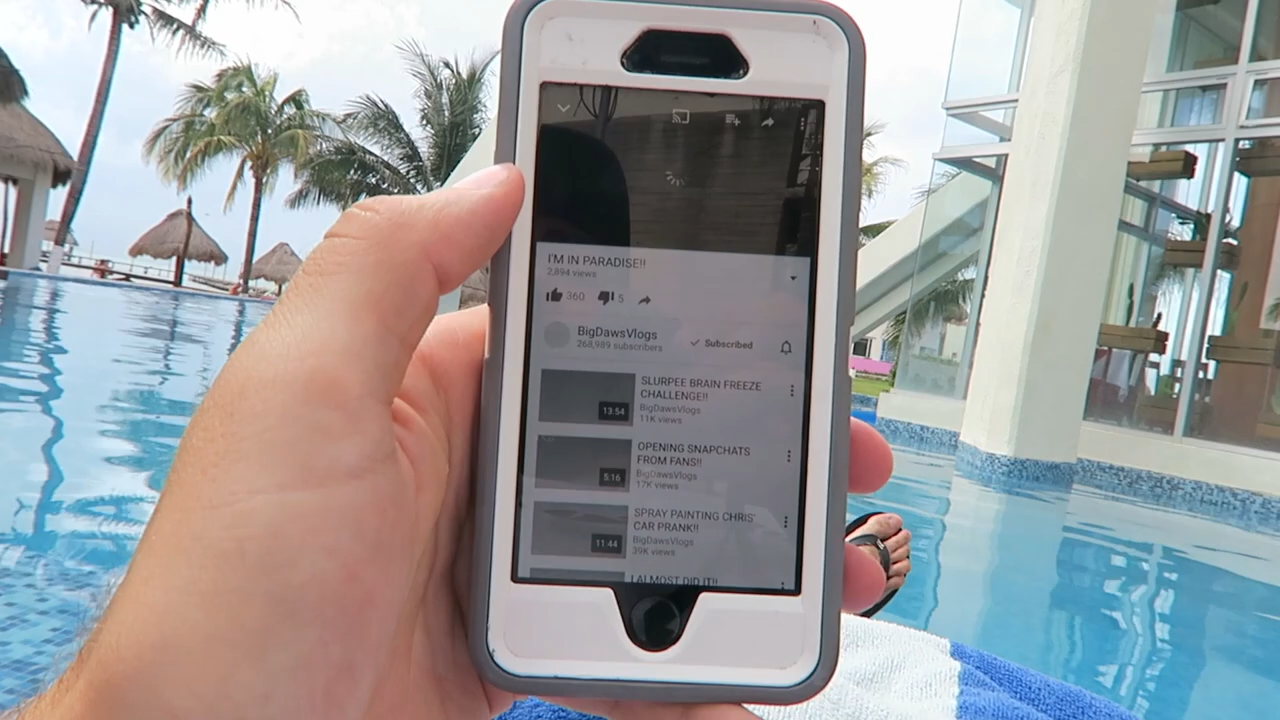 I'M IN PARADISE!!
2,894 views
360
5
BigDawsVlogs
268,989 subscribers
Subscribed
SLURPEE BRAIN FREEZE
CHALLENGE!!
BigDawsVlogs
11K views
13:54
OPENING SNAPCHATS
FROM FANS!!
BigDawsVlogs
17K views
5:16
SPRAY PAINTING CHRIS'
CAR PRANK!!
BigDawsVlogs
39K views
11:44
I ALMOST DID IT!!